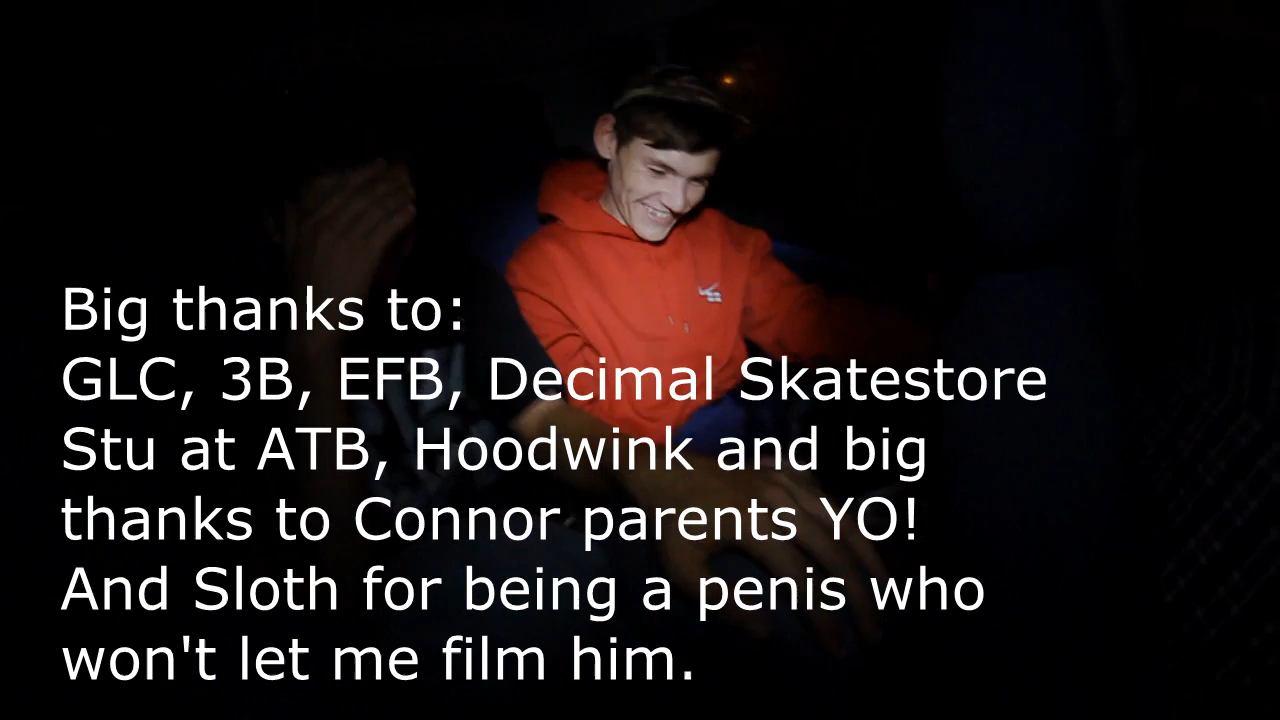 Big thanks to:
GLC, 3B, EFB, Decimal Skatestore
Stu at ATB, Hoodwink and big
thanks to Connor parents YO!
And Sloth for being a penis who
won't let me film him.